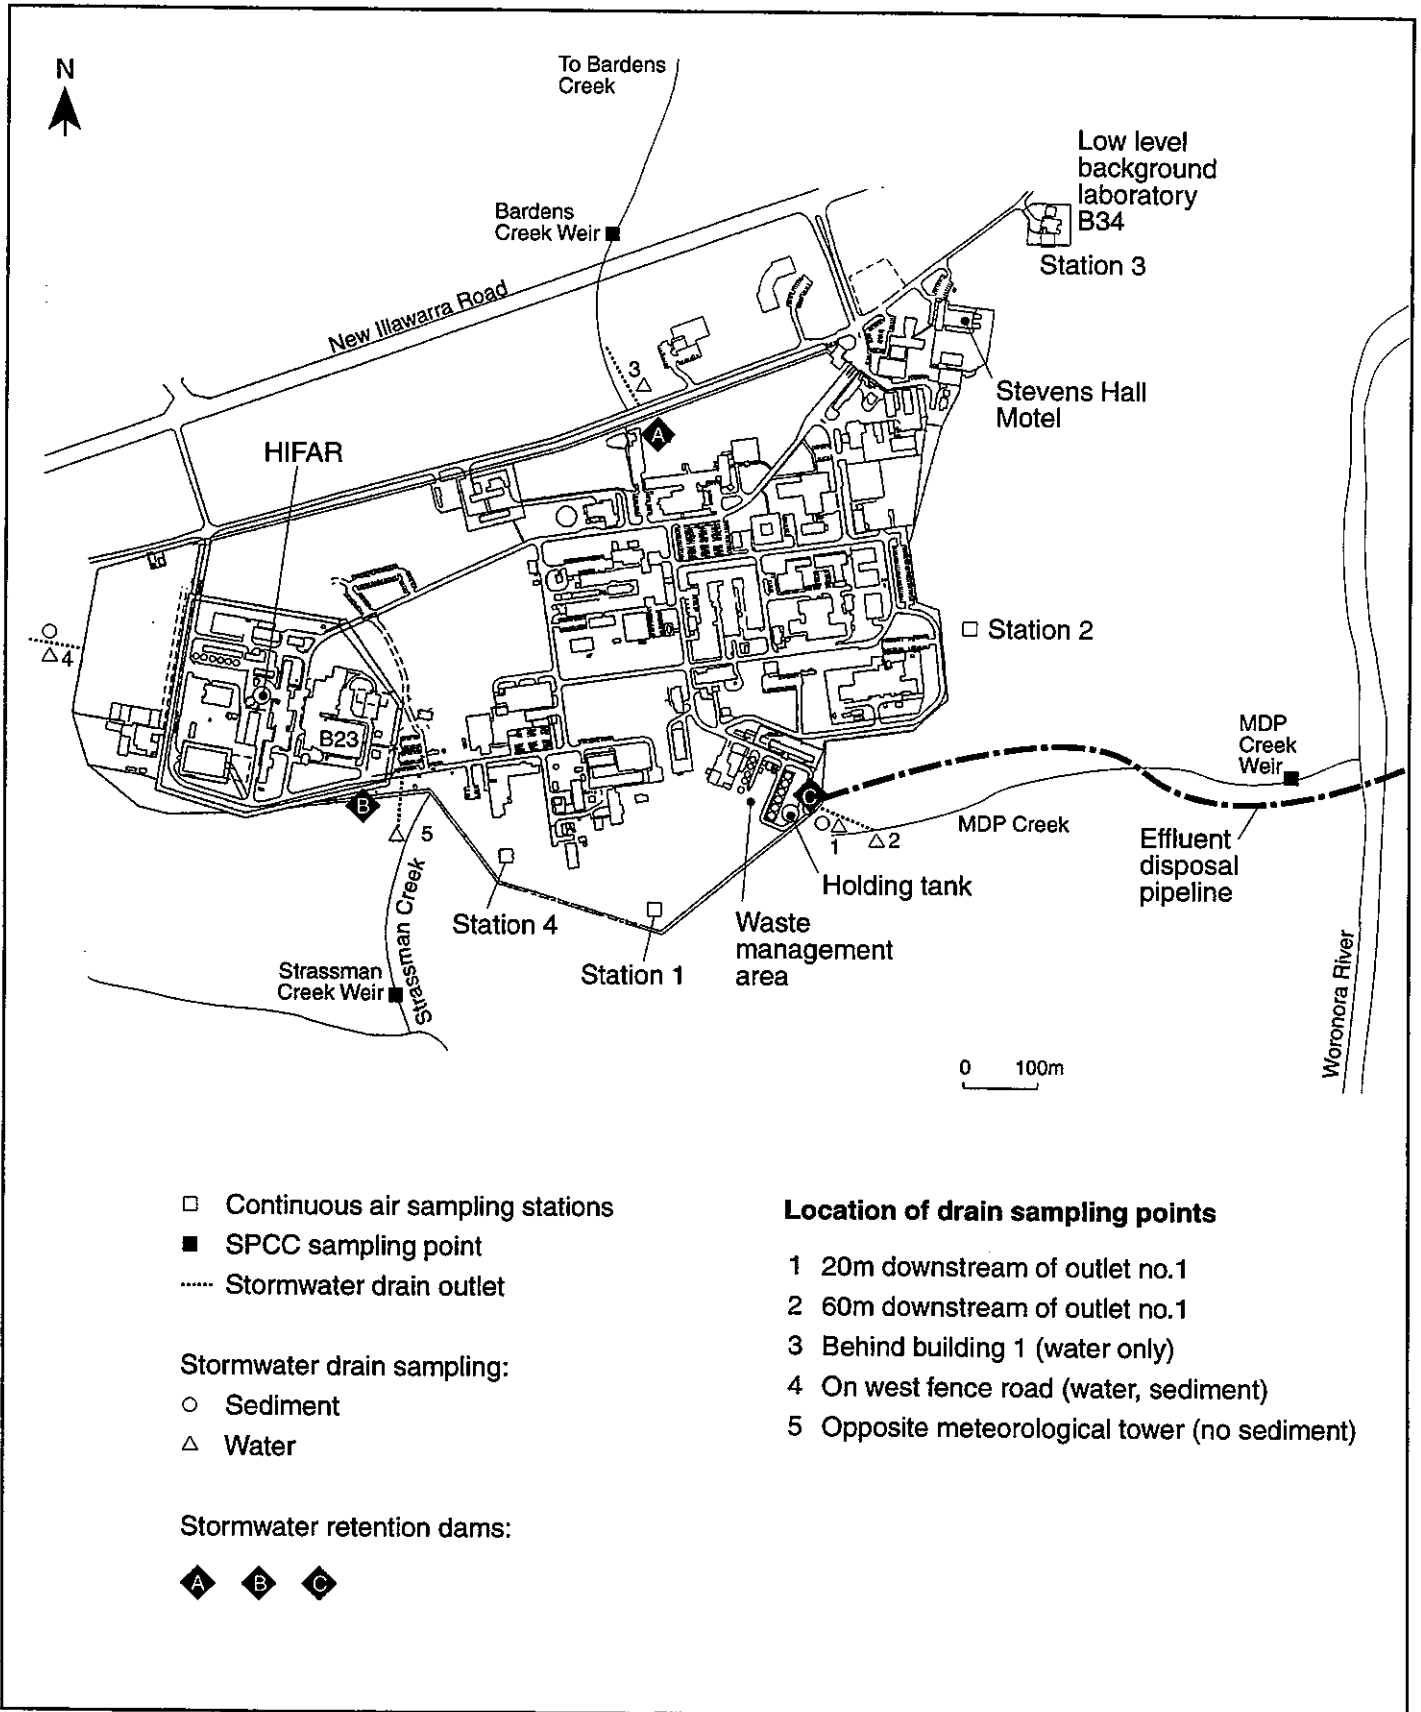 N
To Bardens
Creek
Low level
background
laboratory
B34
Station 3
Bardens
Creek Weir
New Illawarra Road
3
A
Stevens Hall
Motel
HIFAR
4
Station 2
B23
MDP
Creek
Weir
B
5
C
1
2
MDP Creek
Effluent
disposal
pipeline
Holding tank
Station 4
Waste
management
area
Station 1
Strassman Creek
Strassman
Creek Weir
Woronora River
0 100m
Continuous air sampling stations
SPCC sampling point
Stormwater drain outlet
Stormwater drain sampling:
Sediment
Water
Stormwater retention dams:
A B C
Location of drain sampling points
1 20m downstream of outlet no.1
2 60m downstream of outlet no.1
3 Behind building 1 (water only)
4 On west fence road (water, sediment)
5 Opposite meteorological tower (no sediment)